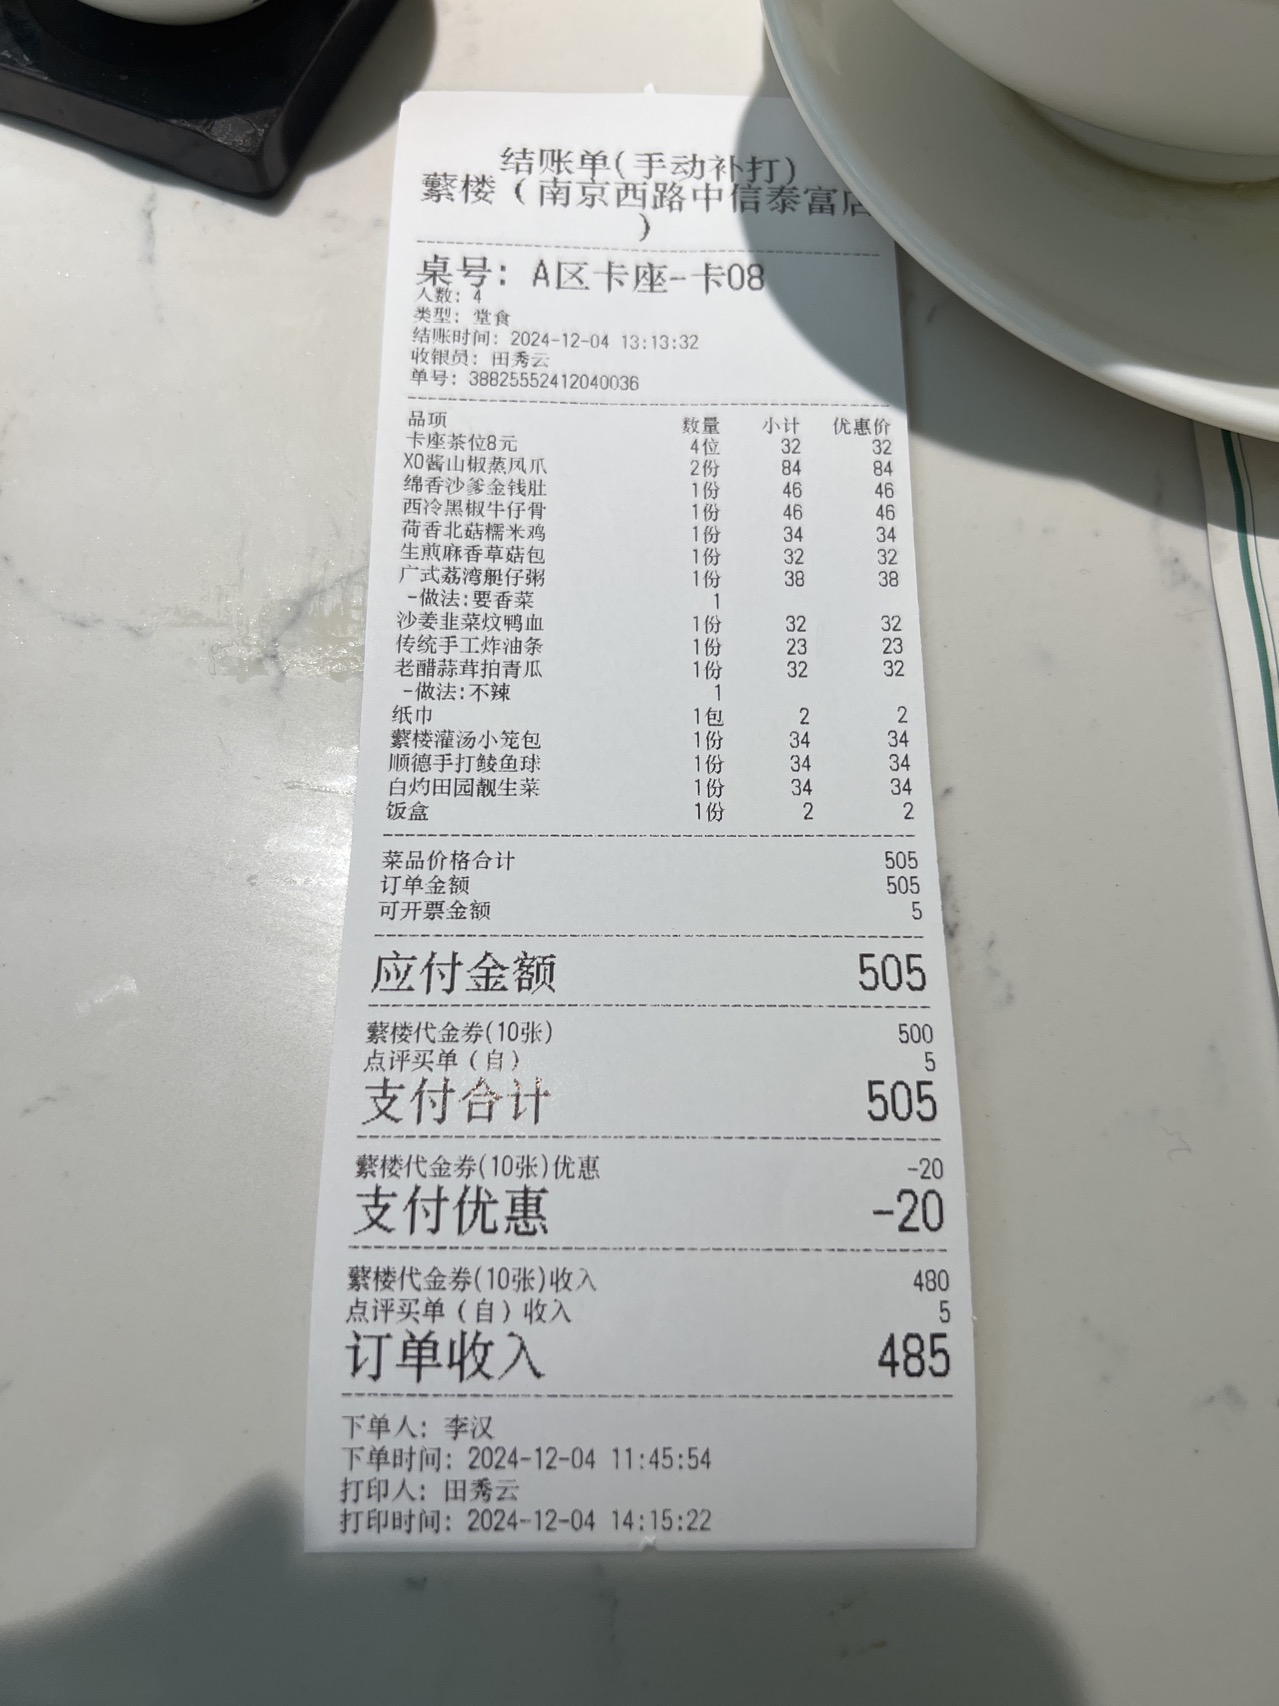 结账单(手动补打)
蘩楼（南京西路中信泰富店
）
桌号: A区卡座-卡08
人数: 4
类型: 堂食
结账时间: 2024-12-04 13:13:32
收银员: 田秀云
单号: 38825552412040036
品项 数量 小计 优惠价
卡座茶位8元 4位 32 32
XO酱山椒蒸凤爪 2份 84 84
绵香沙爹金钱肚 1份 46 46
西冷黑椒牛仔骨 1份 46 46
荷香北菇糯米鸡 1份 34 34
生煎麻香草菇包 1份 32 32
广式荔湾艇仔粥 1份 38 38
-做法:要香菜 1
沙姜韭菜炆鸭血 1份 32 32
传统手工炸油条 1份 23 23
老醋蒜茸拍青瓜 1份 32 32
-做法:不辣 1
纸巾 1包 2 2
蘩楼灌汤小笼包 1份 34 34
顺德手打鲮鱼球 1份 34 34
白灼田园靓生菜 1份 34 34
饭盒 1份 2 2
菜品价格合计 505
订单金额 505
可开票金额 5
应付金额 505
蘩楼代金券(10张) 500
点评买单（自） 5
支付合计 505
蘩楼代金券(10张)优惠 -20
支付优惠 -20
蘩楼代金券(10张)收入 480
点评买单（自）收入 5
订单收入 485
下单人: 李汉
下单时间: 2024-12-04 11:45:54
打印人: 田秀云
打印时间: 2024-12-04 14:15:22